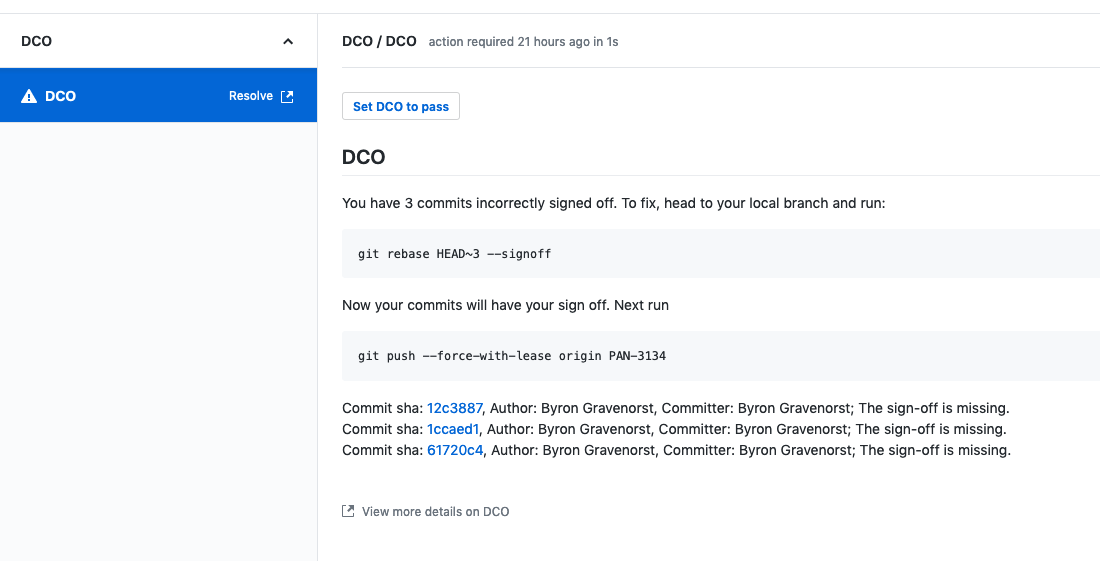 DCO
DCO
Resolve
DCO / DCO action required 21 hours ago in 1s
Set DCO to pass
DCO
You have 3 commits incorrectly signed off. To fix, head to your local branch and run:
git rebase HEAD~3 --signoff
Now your commits will have your sign off. Next run
git push --force-with-lease origin PAN-3134
Commit sha: 12c3887, Author: Byron Gravenorst, Committer: Byron Gravenorst; The sign-off is missing.
Commit sha: 1ccaed1, Author: Byron Gravenorst, Committer: Byron Gravenorst; The sign-off is missing.
Commit sha: 61720c4, Author: Byron Gravenorst, Committer: Byron Gravenorst; The sign-off is missing.
View more details on DCO